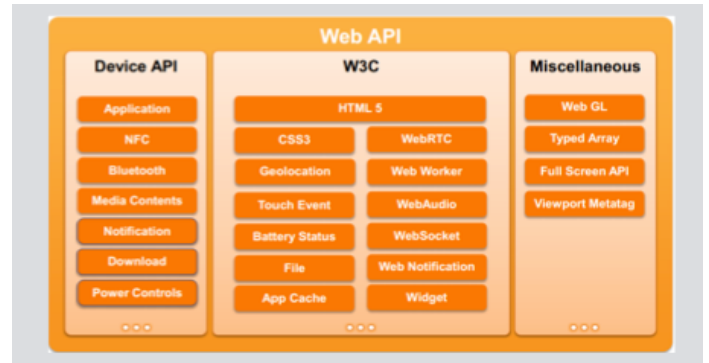 Web API
Device API
Application
NFC
Bluetooth
Media Contents
Notification
Download
Power Controls
W3C
HTML 5
CSS3
WebRTC
Geolocation
Web Worker
Touch Event
WebAudio
Battery Status
WebSocket
File
Web Notification
App Cache
Widget
Miscellaneous
Web GL
Typed Array
Full Screen API
Viewport Metatag